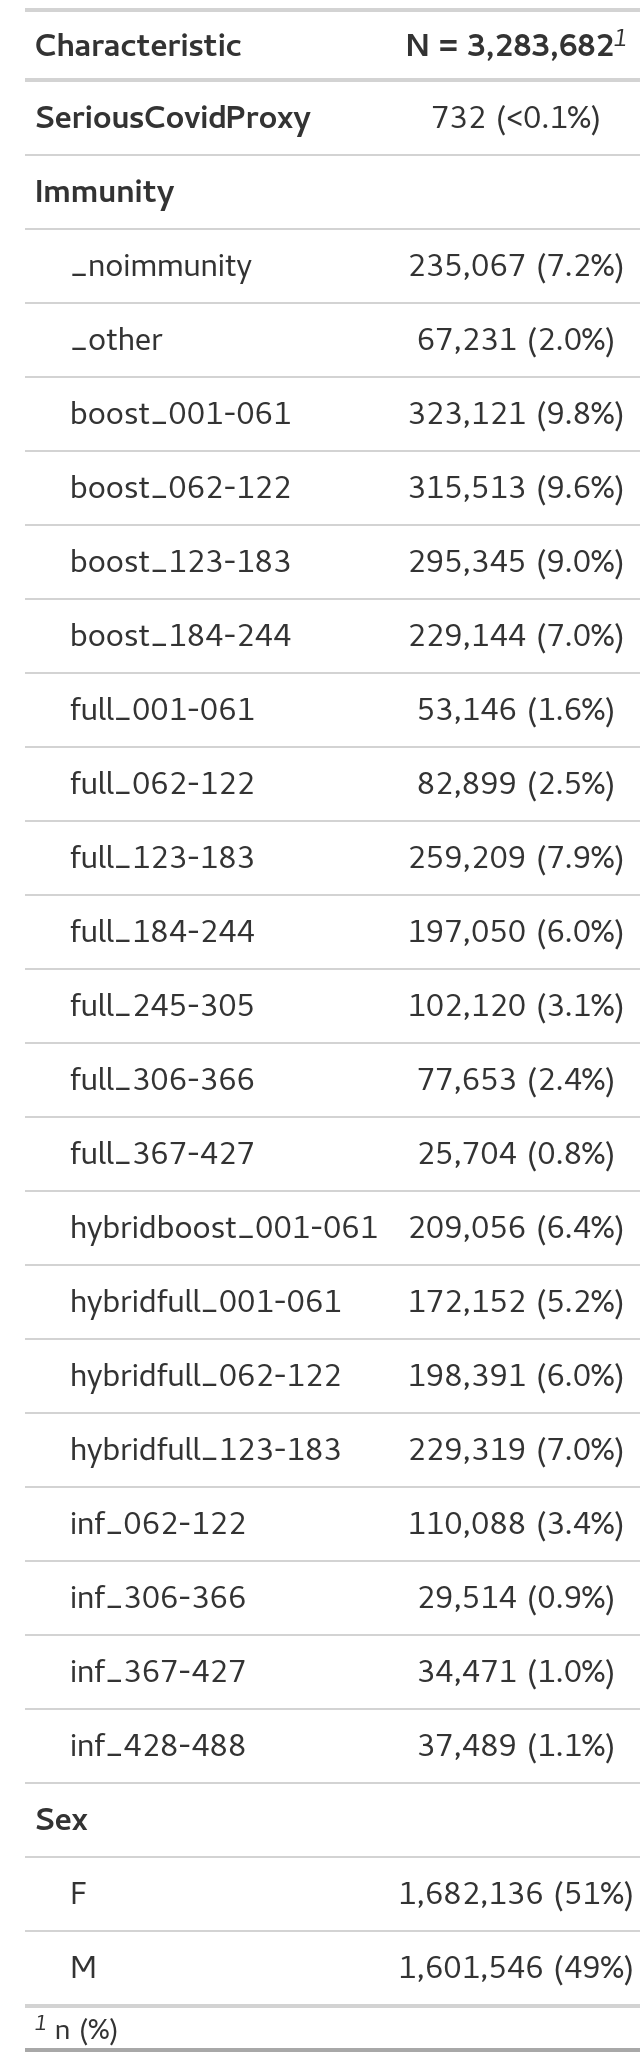 Characteristic N = 3,283,682¹
SeriousCovidProxy 732 (<0.1%)
Immunity
_noimmunity 235,067 (7.2%)
_other 67,231 (2.0%)
boost_001-061 323,121 (9.8%)
boost_062-122 315,513 (9.6%)
boost_123-183 295,345 (9.0%)
boost_184-244 229,144 (7.0%)
full_001-061 53,146 (1.6%)
full_062-122 82,899 (2.5%)
full_123-183 259,209 (7.9%)
full_184-244 197,050 (6.0%)
full_245-305 102,120 (3.1%)
full_306-366 77,653 (2.4%)
full_367-427 25,704 (0.8%)
hybridboost_001-061 209,056 (6.4%)
hybridfull_001-061 172,152 (5.2%)
hybridfull_062-122 198,391 (6.0%)
hybridfull_123-183 229,319 (7.0%)
inf_062-122 110,088 (3.4%)
inf_306-366 29,514 (0.9%)
inf_367-427 34,471 (1.0%)
inf_428-488 37,489 (1.1%)
Sex
F 1,682,136 (51%)
M 1,601,546 (49%)
¹ n (%)